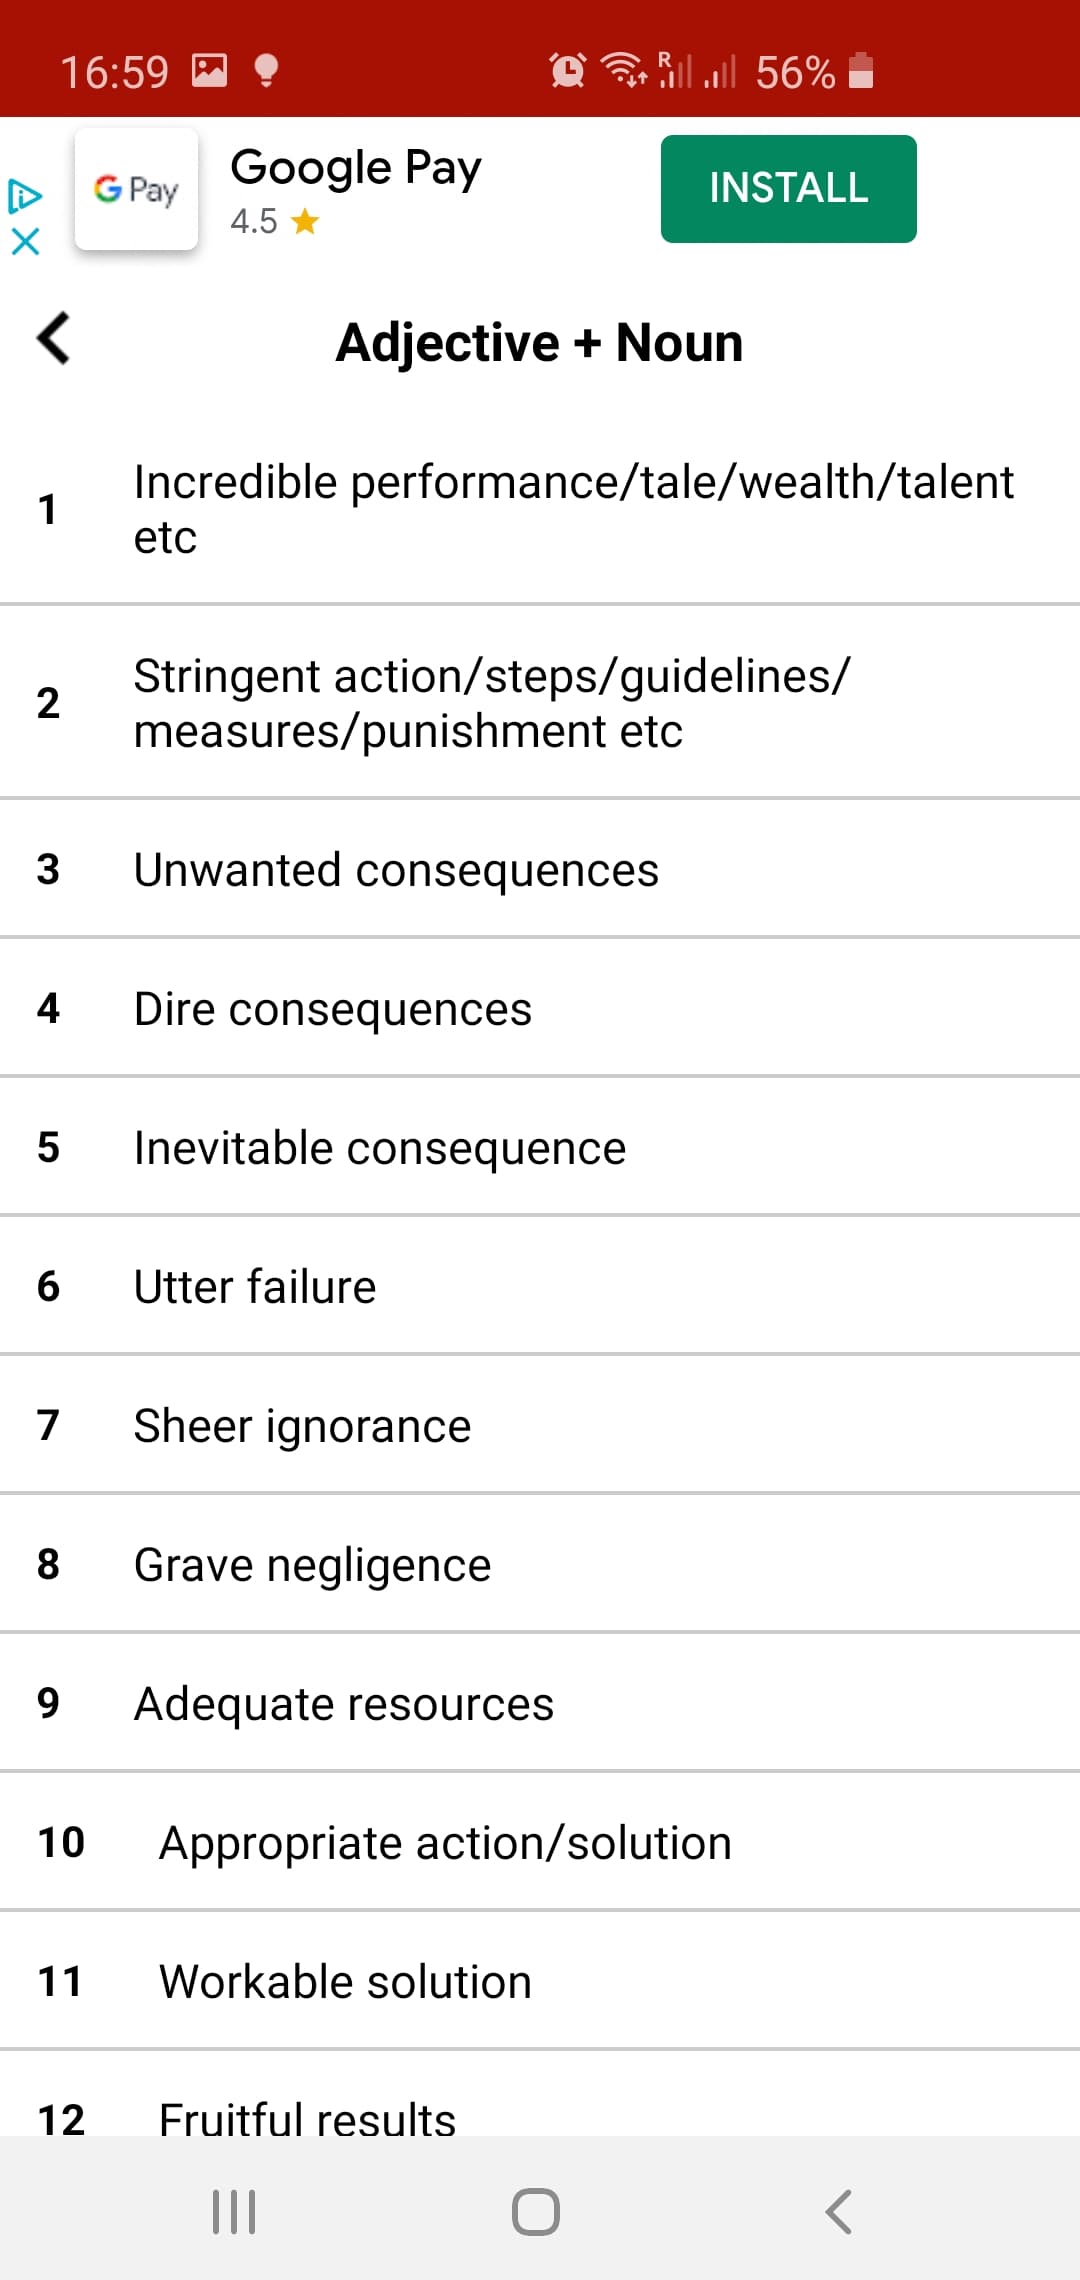 16:59 R 56%
G Pay
Google Pay
4.5
INSTALL
Adjective + Noun
1 Incredible performance/tale/wealth/talent
etc
2 Stringent action/steps/guidelines/
measures/punishment etc
3 Unwanted consequences
4 Dire consequences
5 Inevitable consequence
6 Utter failure
7 Sheer ignorance
8 Grave negligence
9 Adequate resources
10 Appropriate action/solution
11 Workable solution
12 Fruitful results